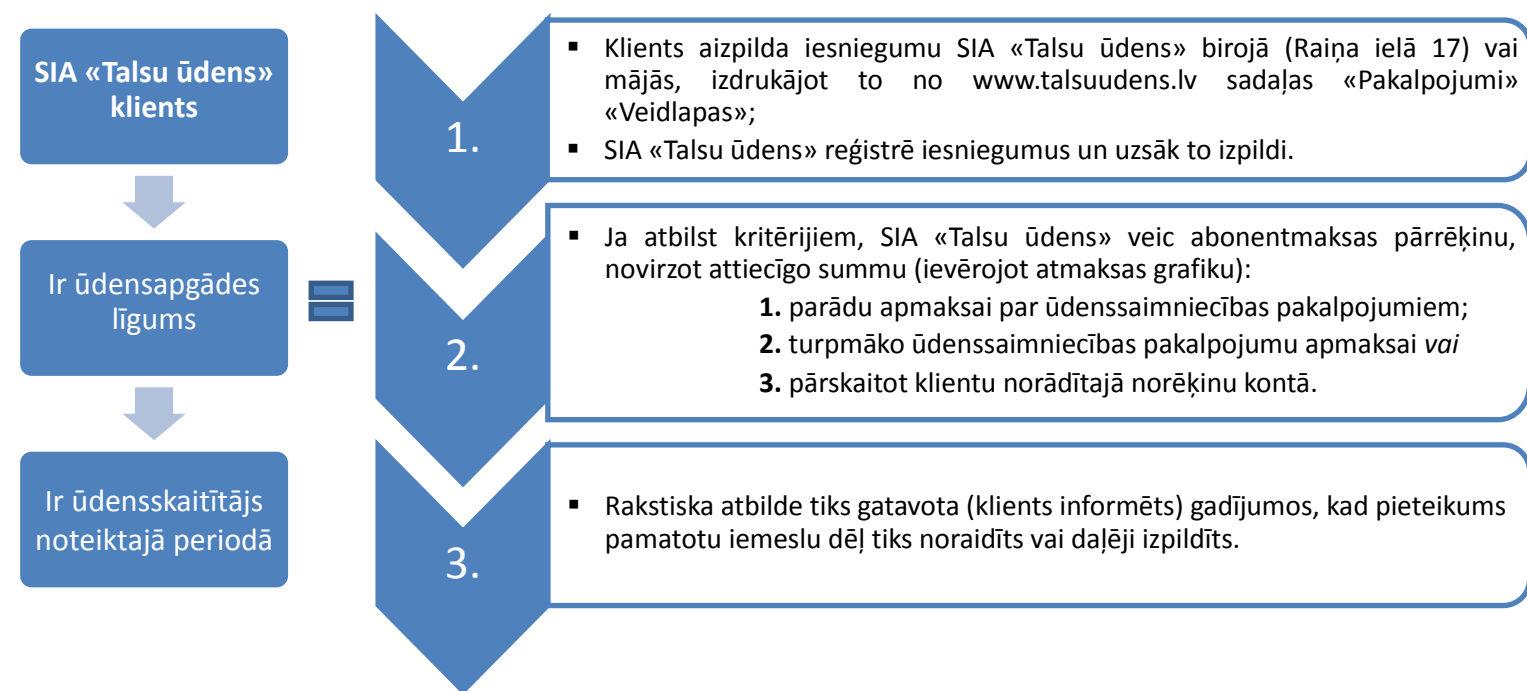 SIA «Talsu ūdens»
klients
Ir ūdensapgādes
līgums
Ir ūdensskaitītājs
noteiktajā periodā
1.
▪ Klients aizpilda iesniegumu SIA «Talsu ūdens» birojā (Raiņa ielā 17) vai
mājās, izdrukājot to no www.talsuudens.lv sadaļas «Pakalpojumi»
«Veidlapas»;
▪ SIA «Talsu ūdens» reģistrē iesniegumus un uzsāk to izpildi.
2.
▪ Ja atbilst kritērijiem, SIA «Talsu ūdens» veic abonentmaksas pārrēķinu,
novirzot attiecīgo summu (ievērojot atmaksas grafiku):
1. parādu apmaksai par ūdenssaimniecības pakalpojumiem;
2. turpmāko ūdenssaimniecības pakalpojumu apmaksai vai
3. pārskaitot klientu norādītajā norēķinu kontā.
3.
▪ Rakstiska atbilde tiks gatavota (klients informēts) gadījumos, kad pieteikums
pamatotu iemeslu dēļ tiks noraidīts vai daļēji izpildīts.